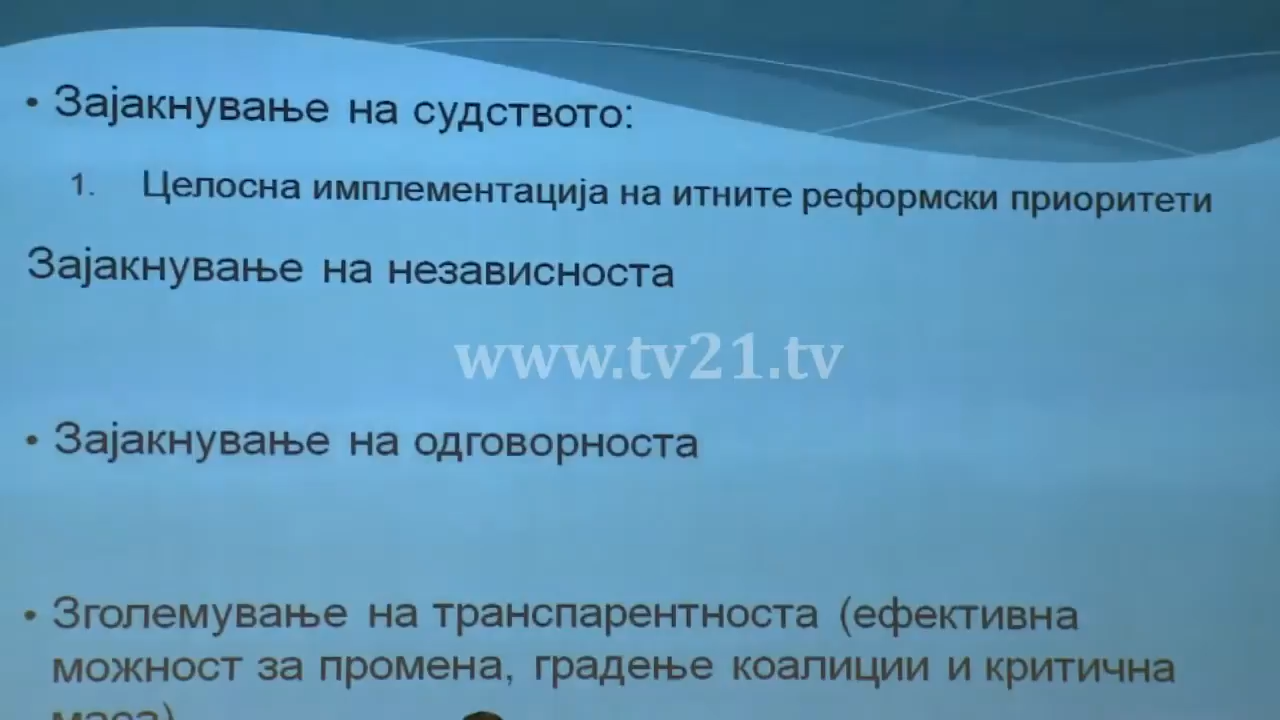 • Зајакнување на судството:
1. Целосна имплементација на итните реформски приоритети
Зајакнување на независноста
www.tv21.tv
• Зајакнување на одговорноста
• Зголемување на транспарентноста (ефективна
можност за промена, градење коалиции и критична
маса)